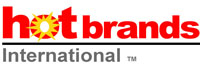 hot brands
International ™